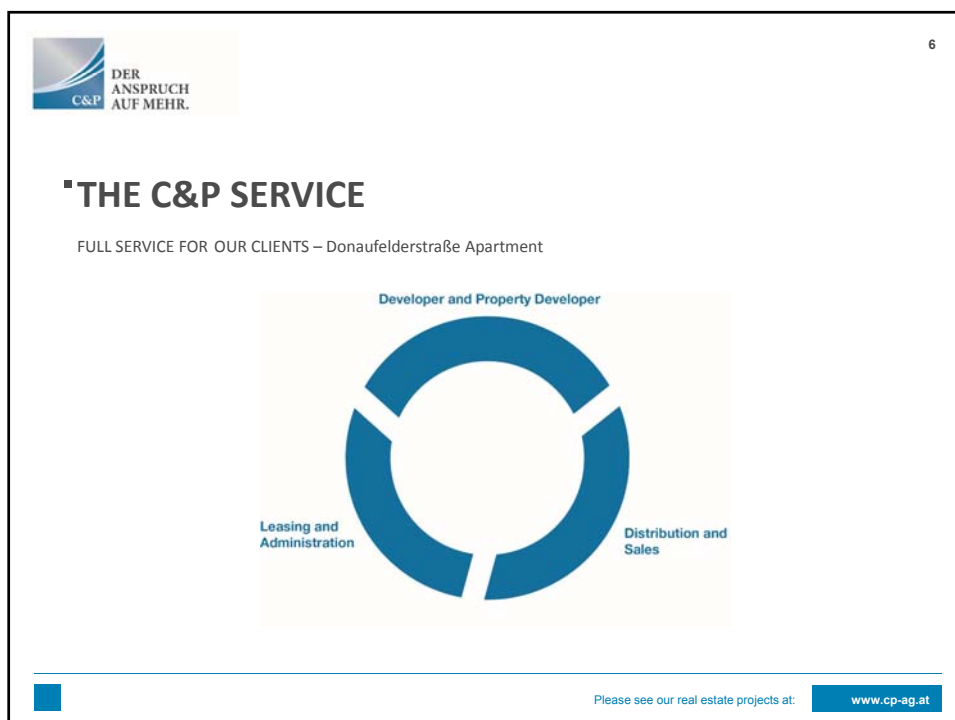 6
C&P
DER
ANSPRUCH
AUF MEHR.
THE C&P SERVICE
FULL SERVICE FOR OUR CLIENTS – Donaufelderstraße Apartment
Developer and Property Developer
Leasing and
Administration
Distribution and
Sales
Please see our real estate projects at:
www.cp-ag.at